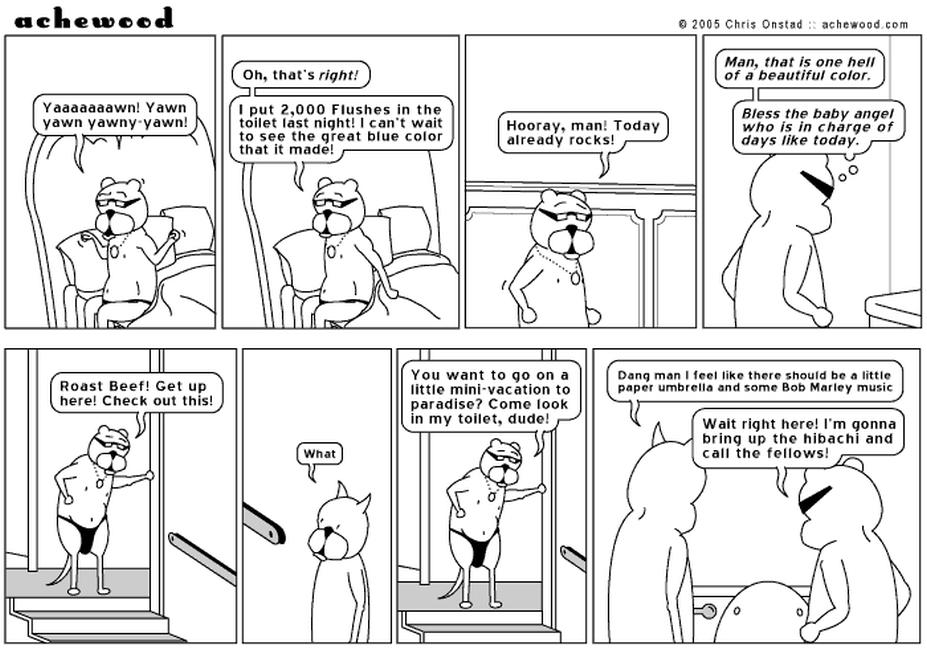 achewood
© 2005 Chris Onstad :: achewood.com
Yaaaaaaawn! Yawn
yawn yawny-yawn!
Oh, that's right!
I put 2,000 Flushes in the
toilet last night! I can't wait
to see the great blue color
that it made!
Hooray, man! Today
already rocks!
Man, that is one hell
of a beautiful color.
Bless the baby angel
who is in charge of
days like today.
Roast Beef! Get up
here! Check out this!
What
You want to go on a
little mini-vacation to
paradise? Come look
in my toilet, dude!
Dang man I feel like there should be a little
paper umbrella and some Bob Marley music
Wait right here! I'm gonna
bring up the hibachi and
call the fellows!